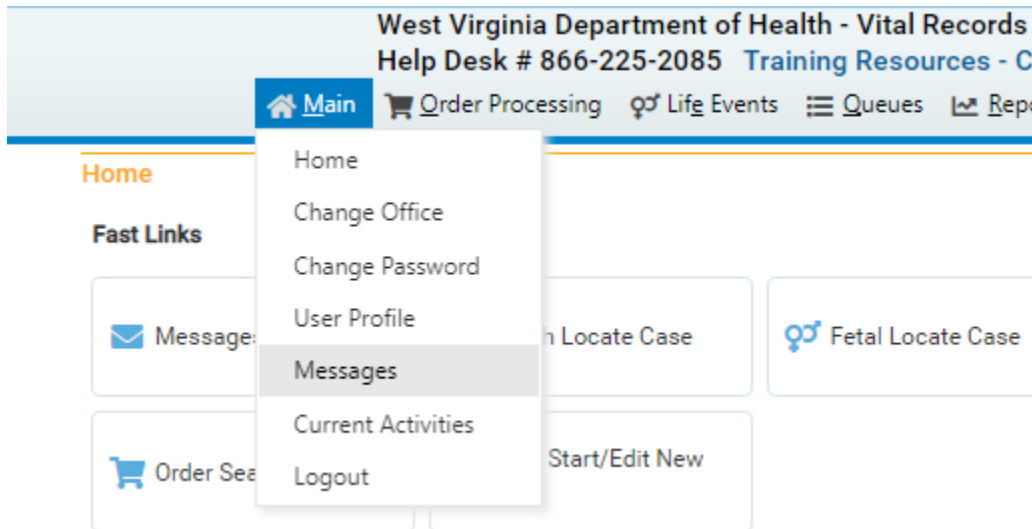 West Virginia Department of Health - Vital Records
Help Desk # 866-225-2085 Training Resources - C
Main Order Processing Life Events Queues Repo
Home
Fast Links
Home
Change Office
Change Password
User Profile
Messages
Current Activities
Logout
Messages
h Locate Case
Fetal Locate Case
Order Sea
Start/Edit New